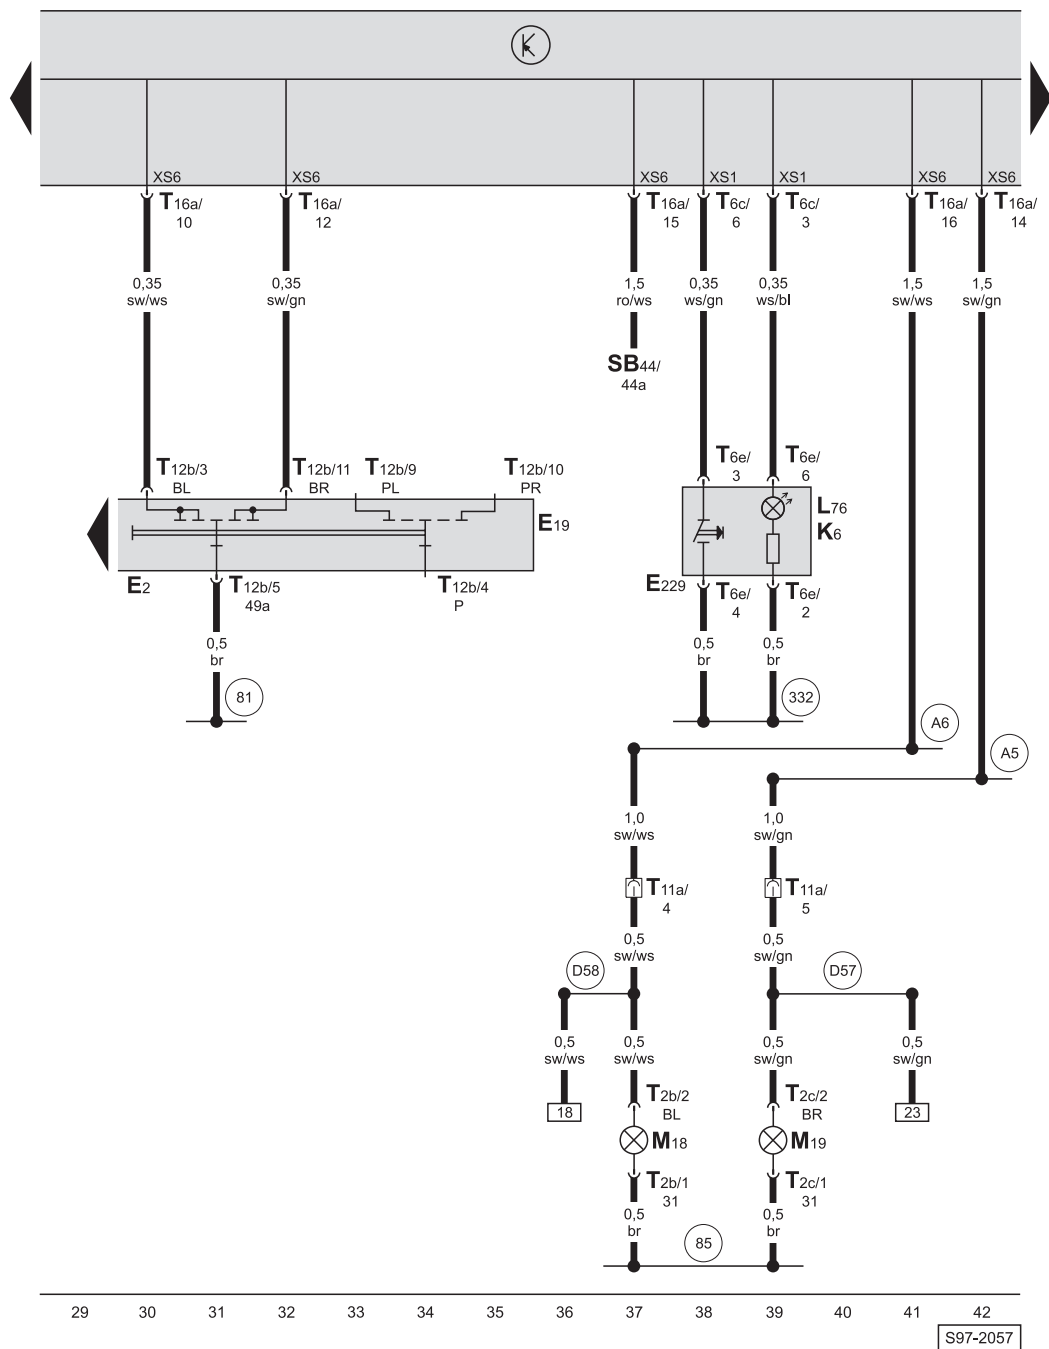 XS6 XS6 XS6 XS1 XS1 XS6 XS6
T16a/ T16a/ T16a/ T6c/ T6c/ T16a/ T16a/
10 12 15 6 3 16 14
0,35 0,35 1,5 0,35 0,35 1,5 1,5
sw/ws sw/gn ro/ws ws/gn ws/bl sw/ws sw/gn
SB44/
44a
T12b/3 T12b/11 T12b/9 T12b/10 T6e/ T6e/
BL BR PL PR 3 6
E19 L76
K6
E2 T12b/5 T12b/4 E229 T6e/ T6e/
49a P 4 2
0,5 0,5 0,5
br br br
81 332
A6
A5
1,0 1,0
sw/ws sw/gn
T11a/ T11a/
4 5
0,5 0,5
sw/ws sw/gn
D58 D57
0,5 0,5 0,5 0,5
sw/ws sw/ws sw/gn sw/gn
T2b/2 T2c/2
18 BL BR 23
M18 M19
T2b/1 T2c/1
31 31
0,5 0,5
br br
85
29 30 31 32 33 34 35 36 37 38 39 40 41 42
S97-2057